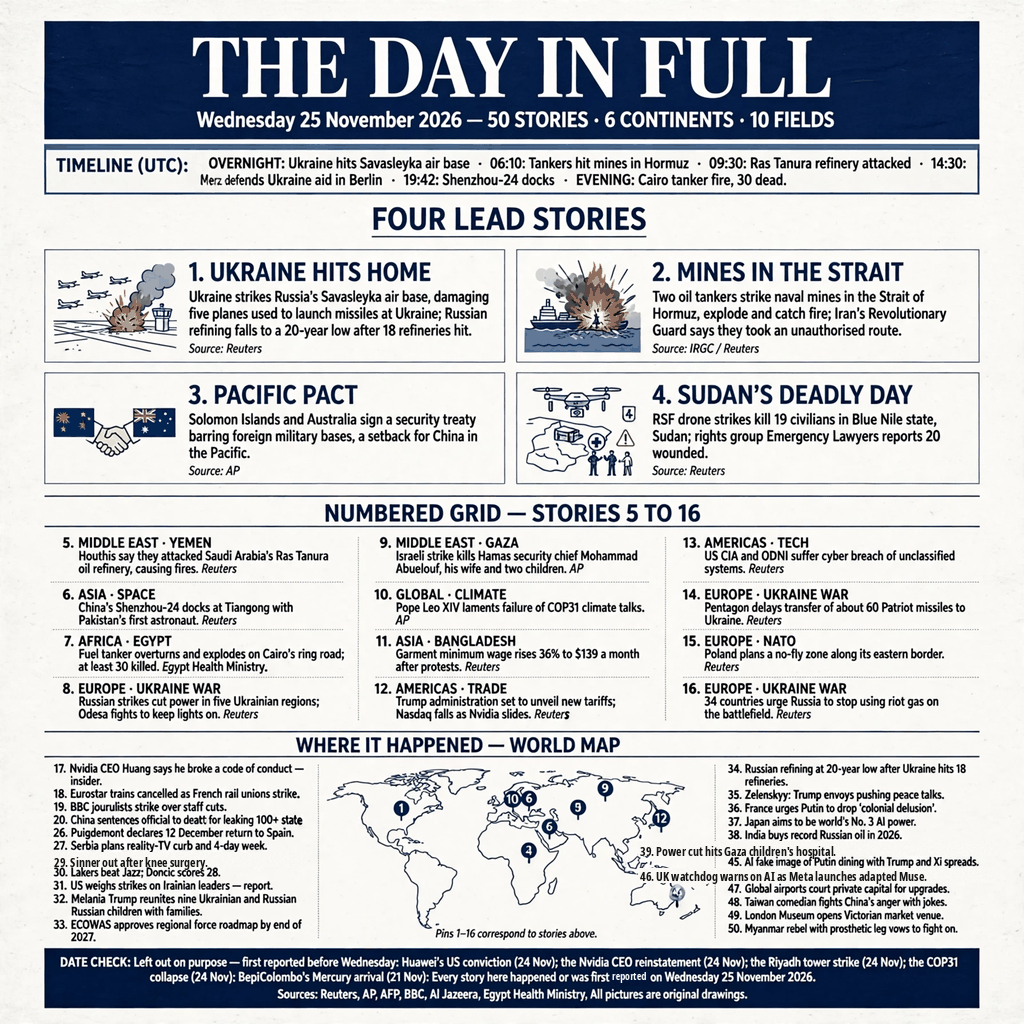 THE DAY IN FULL
Wednesday 25 November 2026 — 50 STORIES · 6 CONTINENTS · 10 FIELDS
TIMELINE (UTC): OVERNIGHT: Ukraine hits Savasleyka air base · 06:10: Tankers hit mines in Hormuz · 09:30: Ras Tanura refinery attacked · 14:30:
Merz defends Ukraine aid in Berlin · 19:42: Shenzhou-24 docks · EVENING: Cairo tanker fire, 30 dead.
FOUR LEAD STORIES
1. UKRAINE HITS HOME
Ukraine strikes Russia's Savasleyka air base, damaging
five planes used to launch missiles at Ukraine; Russian
refining falls to a 20-year low after 18 refineries hit.
Source: Reuters
2. MINES IN THE STRAIT
Two oil tankers strike naval mines in the Strait of
Hormuz, explode and catch fire; Iran's Revolutionary
Guard says they took an unauthorised route.
Source: IRGC / Reuters
3. PACIFIC PACT
Solomon Islands and Australia sign a security treaty
barring foreign military bases, a setback for China in
the Pacific.
Source: AP
4
4. SUDAN'S DEADLY DAY
RSF drone strikes kill 19 civilians in Blue Nile state,
Sudan; rights group Emergency Lawyers reports 20
wounded.
Source: Reuters
NUMBERED GRID — STORIES 5 TO 16
5. MIDDLE EAST · YEMEN
Houthis say they attacked Saudi Arabia's Ras Tanura
oil refinery, causing fires. Reuters
6. ASIA · SPACE
China's Shenzhou-24 docks at Tiangong with
Pakistan's first astronaut. Reuters
7. AFRICA · EGYPT
Fuel tanker overturns and explodes on Cairo's ring road;
at least 30 killed. Egypt Health Ministry.
8. EUROPE · UKRAINE WAR
Russian strikes cut power in five Ukrainian regions;
Odesa fights to keep lights on. Reuters
9. MIDDLE EAST · GAZA
Israeli strike kills Hamas security chief Mohammad
Abuelouf, his wife and two children. AP
10. GLOBAL · CLIMATE
Pope Leo XIV laments failure of COP31 climate talks.
AP
11. ASIA · BANGLADESH
Garment minimum wage rises 36% to $139 a month
after protests. Reuters
12. AMERICAS · TRADE
Trump administration set to unveil new tariffs;
Nasdaq falls as Nvidia slides. Reuters
13. AMERICAS · TECH
US CIA and ODNI suffer cyber breach of unclassified
systems. Reuters
14. EUROPE · UKRAINE WAR
Pentagon delays transfer of about 60 Patriot missiles to
Ukraine. Reuters
15. EUROPE · NATO
Poland plans a no-fly zone along its eastern border.
Reuters
16. EUROPE · UKRAINE WAR
34 countries urge Russia to stop using riot gas on
the battlefield. Reuters
WHERE IT HAPPENED — WORLD MAP
17. Nvidia CEO Huang says he broke a code of conduct —
insider.
18. Eurostar trains cancelled as French rail unions strike.
19. BBC jourulists strike over staff cuts.
20. China sentences official to deatf for leaking 100+ state
26. Puigdemont declares 12 December return to Spain.
27. Serbia plans reality-TV curb and 4-day week.
29. Sinner out after knee surgery.
30. Lakers beat Jazz; Doncic scores 28.
31. US weighs strikes on Irainian leaders — report.
32. Melania Trump reunites nine Ukrainian and Russian
Russian children with families.
33. ECOWAS approves regional force roadmap by end of
2027.
1
10
6
9
9
12
6
4
Pins 1–16 correspond to stories above.
34. Russian refining at 20-year low after Ukraine hits 18
refineries.
35. Zelenskyy: Trump envoys pushing peace talks.
36. France urges Putin to drop 'colonial delusion'.
37. Japan aims to be world's No. 3 AI power.
38. India buys record Russian oil in 2026.
39. Power cut hits Gaza children's hospital.
45. AI fake image of Putin dining with Trump and Xi spreads.
46. UK watchdog warns on AI as Meta launches adapted Muse.
47. Global airports court private capital for upgrades.
48. Taiwan comedian fights China's anger with jokes.
49. London Museum opens Victorian market venue.
50. Myanmar rebel with prosthetic leg vows to fight on.
DATE CHECK: Left out on purpose — first reported before Wednesday: Huawei's US conviction (24 Nov); the Nvidia CEO reinstatement (24 Nov); the Riyadh tower strike (24 Nov); the COP31
collapse (24 Nov): BepiColombo's Mercury arrival (21 Nov): Every story here happened or was first reported on Wednesday 25 November 2026.
Sources: Reuters, AP, AFP, BBC, Al Jazeera, Egypt Health Ministry, All pictures are original drawings.